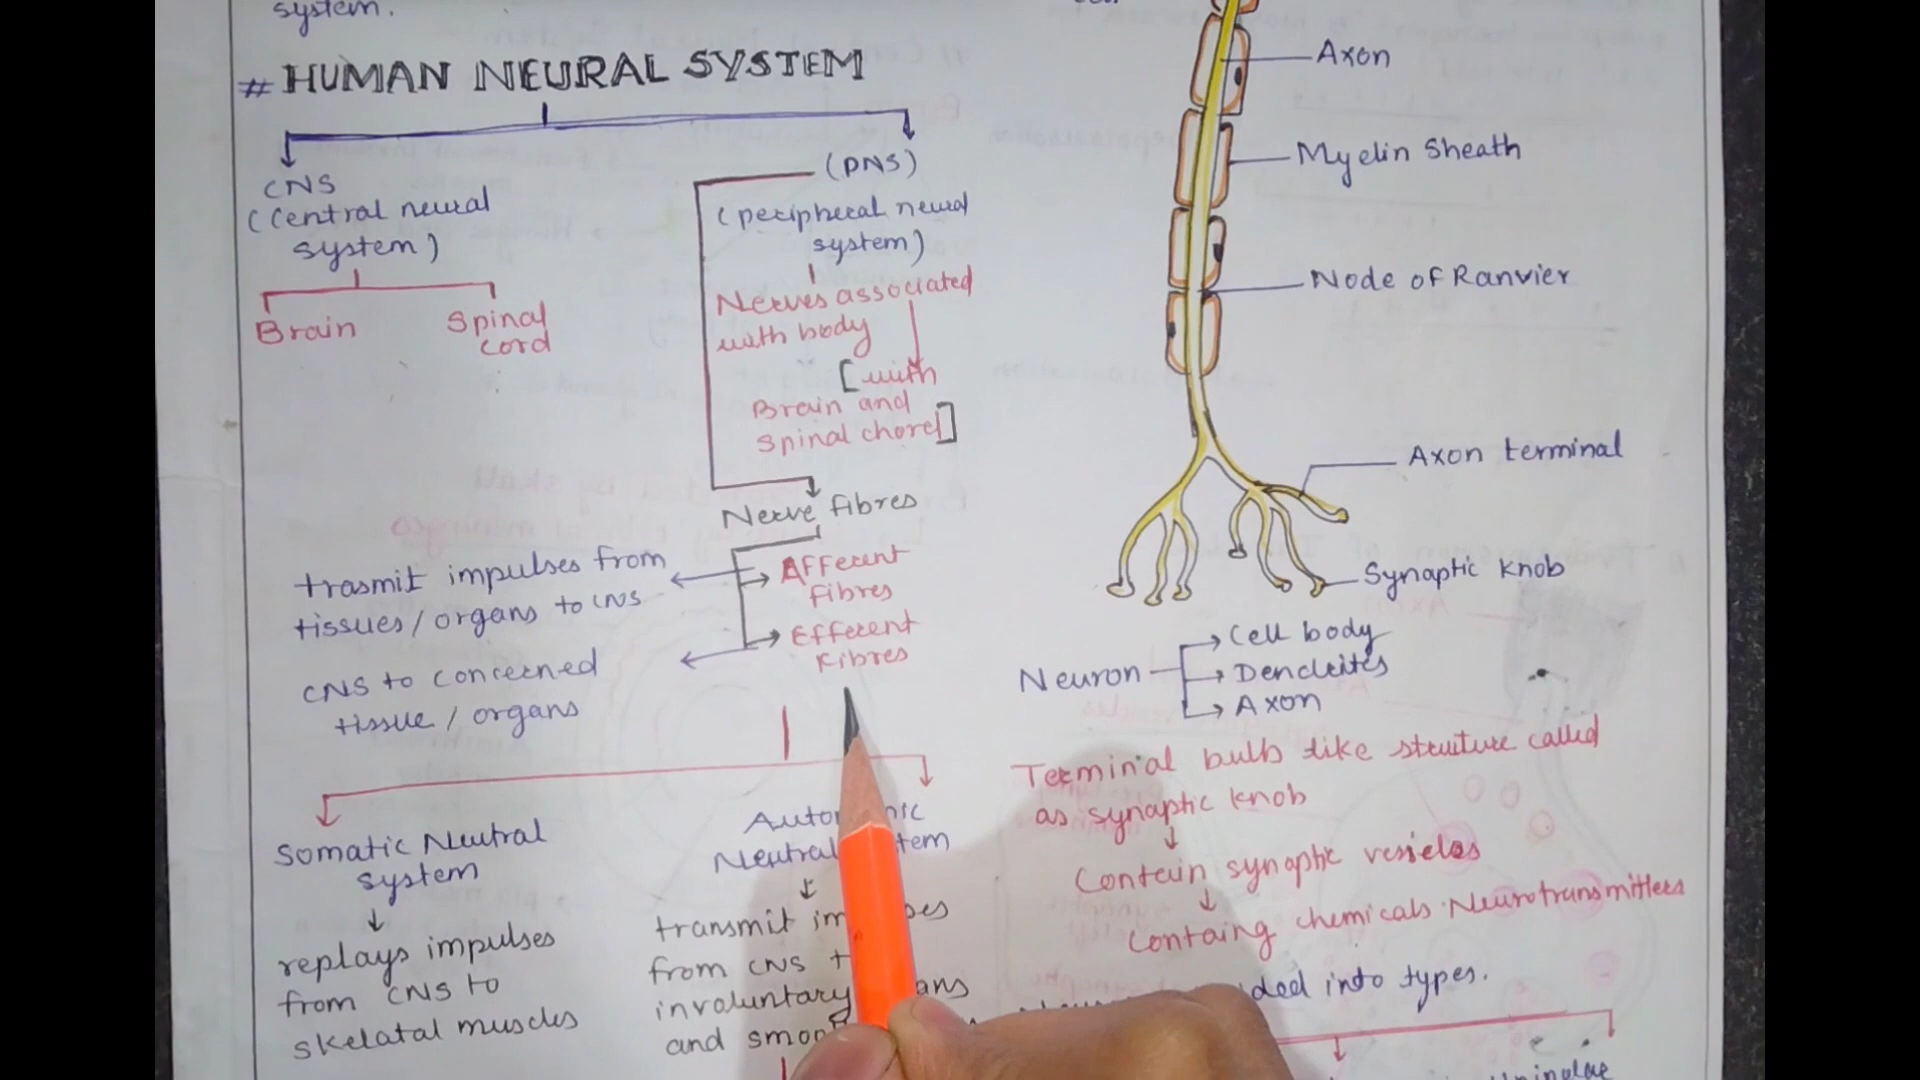 system.
# HUMAN NEURAL SYSTEM
CNS
(Central neural
system)
Brain
Spinal
cord
(PNS)
(peripheral neural
system)
Nerves associated
with body
[with
Brain and
spinal chord]
Nerve fibres
Afferent
fibres
Efferent
Fibres
trasmit impulses from
tissues/organs to CNS
CNS to concerned
tissue/organs
Somatic Neutral
system
replays impulses
from CNS to
skelatal muscles
Neutral
transmit
from CNS
involuntary
and
Axon
Myelin Sheath
Node of Ranvier
Axon terminal
Synaptic knob
Neuron
Cell body
Dendrites
Axon
Terminal bulb like structure called
as synaptic knob
Contain synaptic vesicles
Containg chemicals Neurotransmitters
into types.